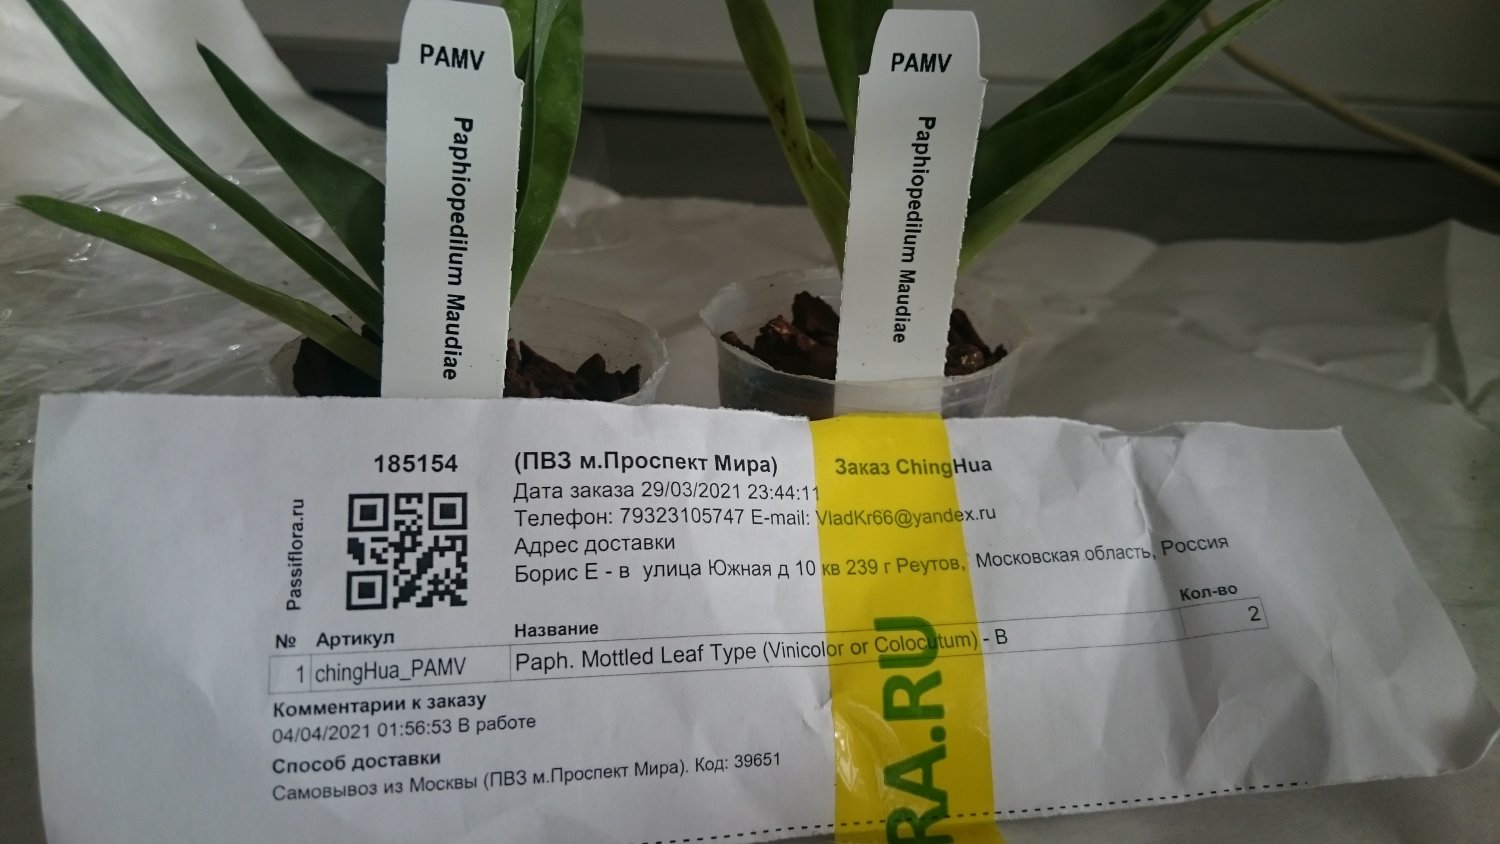 PAMV
Paphiopedilum Maudiae
PAMV
Paphiopedilum Maudiae
185154
Passiflora.ru
(ПВЗ м.Проспект Мира) Заказ ChingHua
Дата заказа 29/03/2021 23:44:11
Телефон: 79323105747 E-mail: VladKr66@yandex.ru
Адрес доставки
Борис Е - в улица Южная д 10 кв 239 г Реутов, Московская область, Россия
№ Артикул Название Кол-во
1 chingHua_PAMV Paph. Mottled Leaf Type (Vinicolor or Colocutum) - B 2
Комментарии к заказу
04/04/2021 01:56:53 В работе
Способ доставки
Самовывоз из Москвы (ПВЗ м.Проспект Мира). Код: 39651
RA.RU